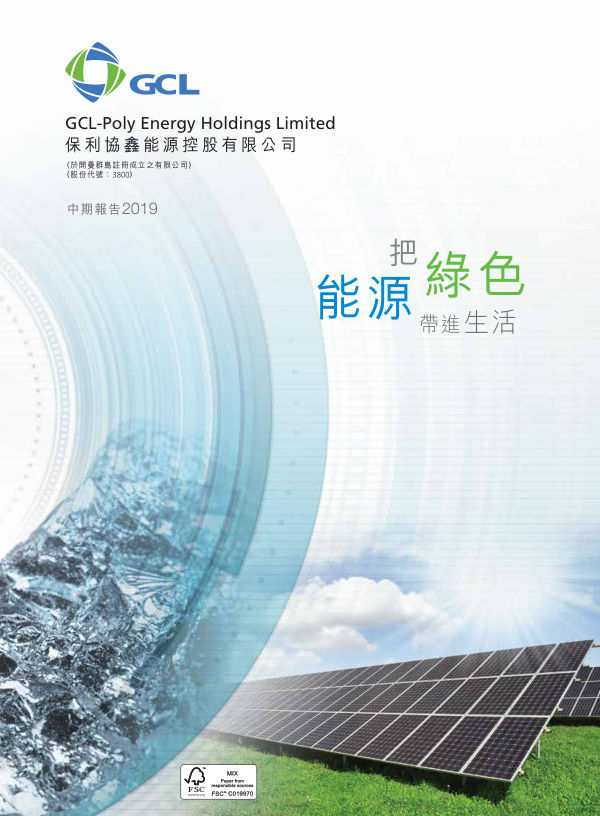 GCL
GCL-Poly Energy Holdings Limited
保利協鑫能源控股有限公司
(於開曼群島註冊成立之有限公司)
(股份代號：3800)
中期報告2019
把
綠色
能源
帶進生活
MIX
Paper from
responsible sources
FSC
FSC® C019970